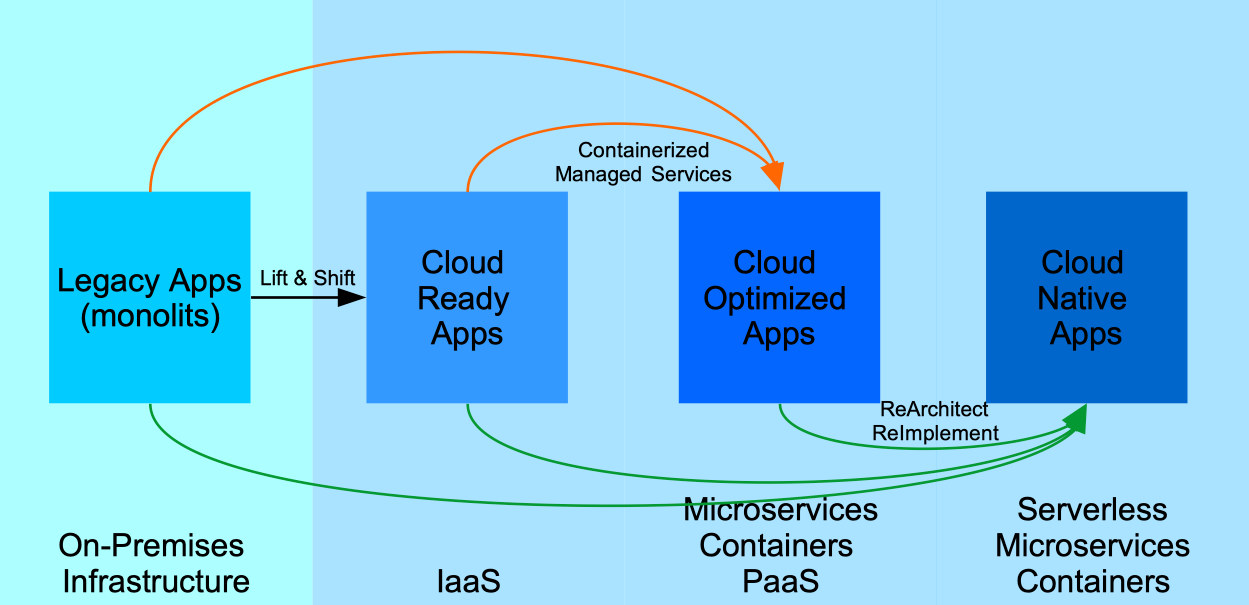 Containerized
Managed Services
Legacy Apps
(monolits)
Lift & Shift
Cloud
Ready
Apps
Cloud
Optimized
Apps
Cloud
Native
Apps
ReArchitect
ReImplement
On-Premises
Infrastructure
IaaS
Microservices
Containers
PaaS
Serverless
Microservices
Containers